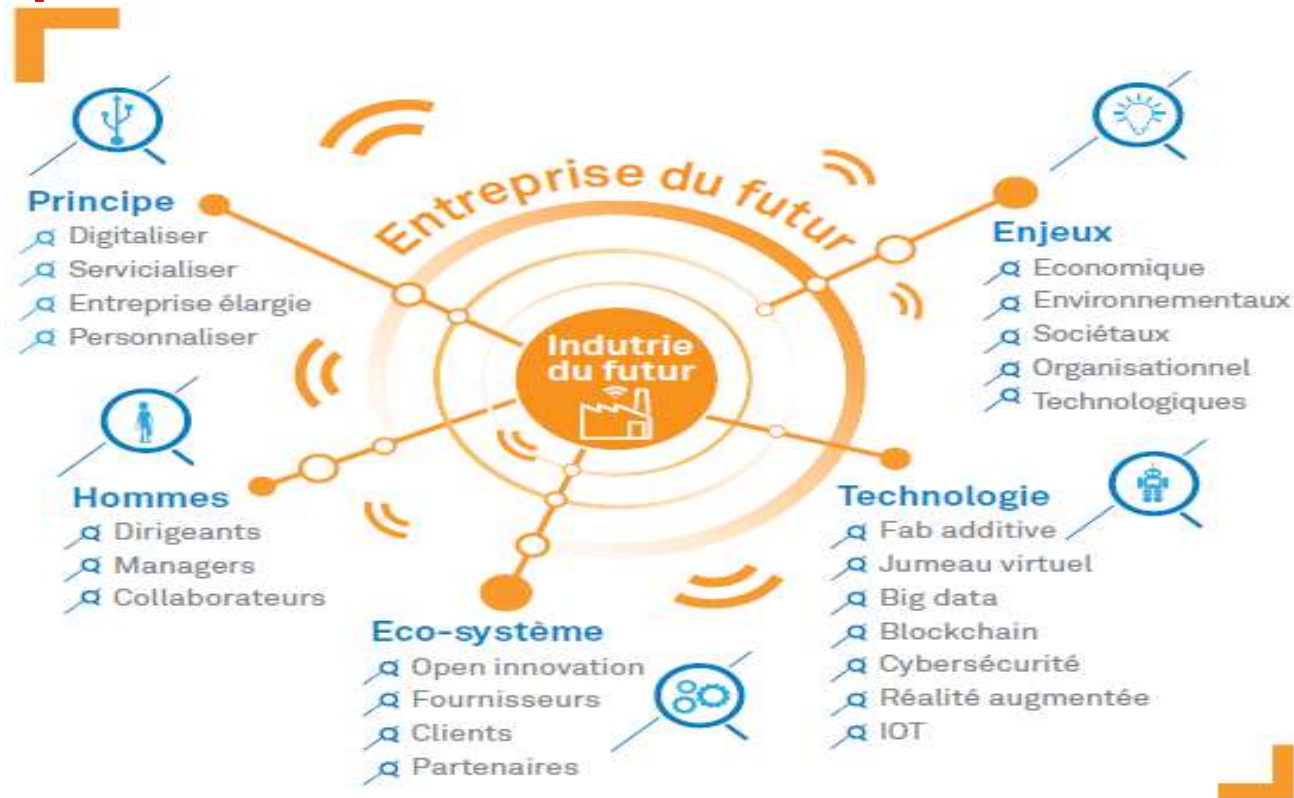 Entreprise du futur
Indutrie
du futur
Principe
Digitaliser
Servicialiser
Entreprise élargie
Personnaliser
Hommes
Dirigeants
Managers
Collaborateurs
Eco-système
Open innovation
Fournisseurs
Clients
Partenaires
Technologie
Fab additive
Jumeau virtuel
Big data
Blockchain
Cybersécurité
Réalité augmentée
IOT
Enjeux
Economique
Environnementaux
Sociétaux
Organisationnel
Technologiques